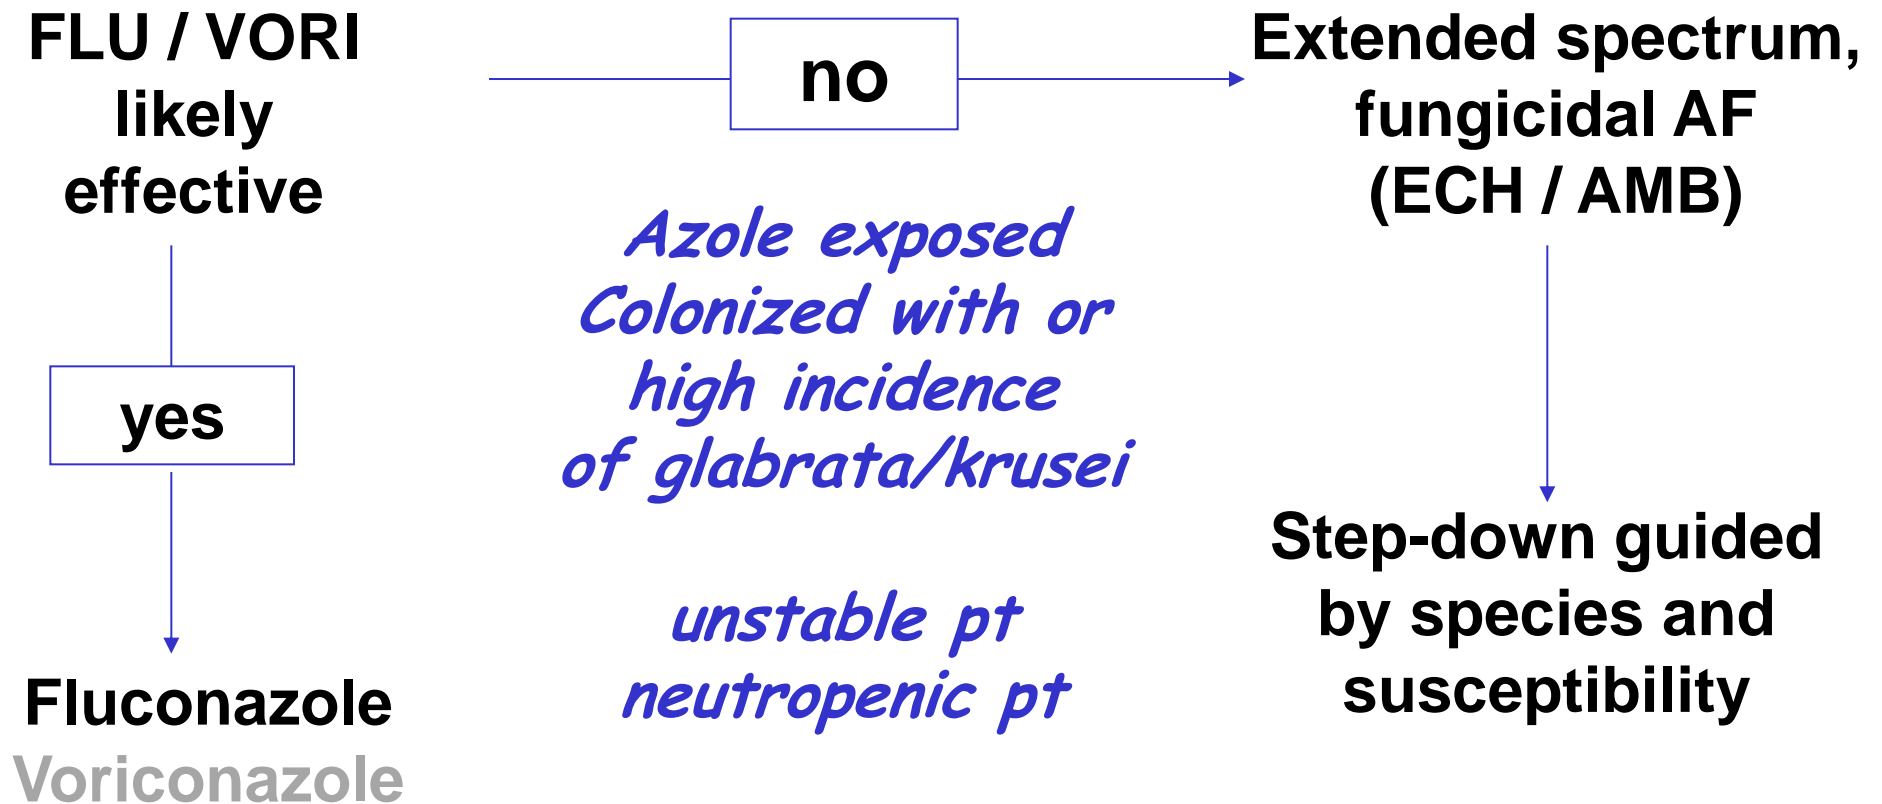 FLU / VORI
likely
effective
no
Extended spectrum,
fungicidal AF
(ECH / AMB)
Azole exposed
Colonized with or
high incidence
of glabrata/krusei
unstable pt
neutropenic pt
yes
Fluconazole
Voriconazole
Step-down guided
by species and
susceptibility